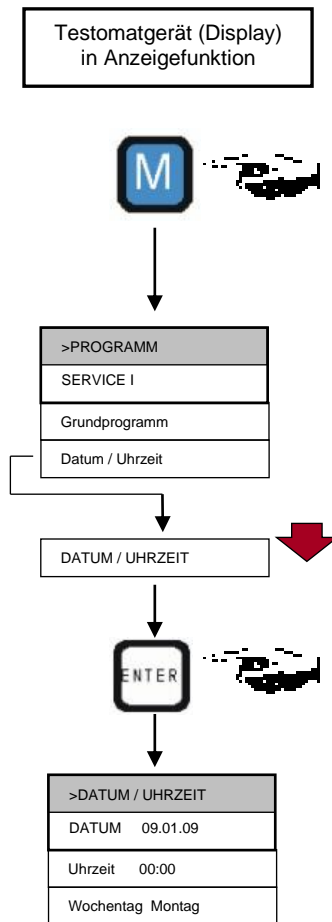 Testomatgerät (Display)
in Anzeigefunktion
M
>PROGRAMM
SERVICE I
Grundprogramm
Datum / Uhrzeit
DATUM / UHRZEIT
ENTER
>DATUM / UHRZEIT
DATUM 09.01.09
Uhrzeit 00:00
Wochentag Montag